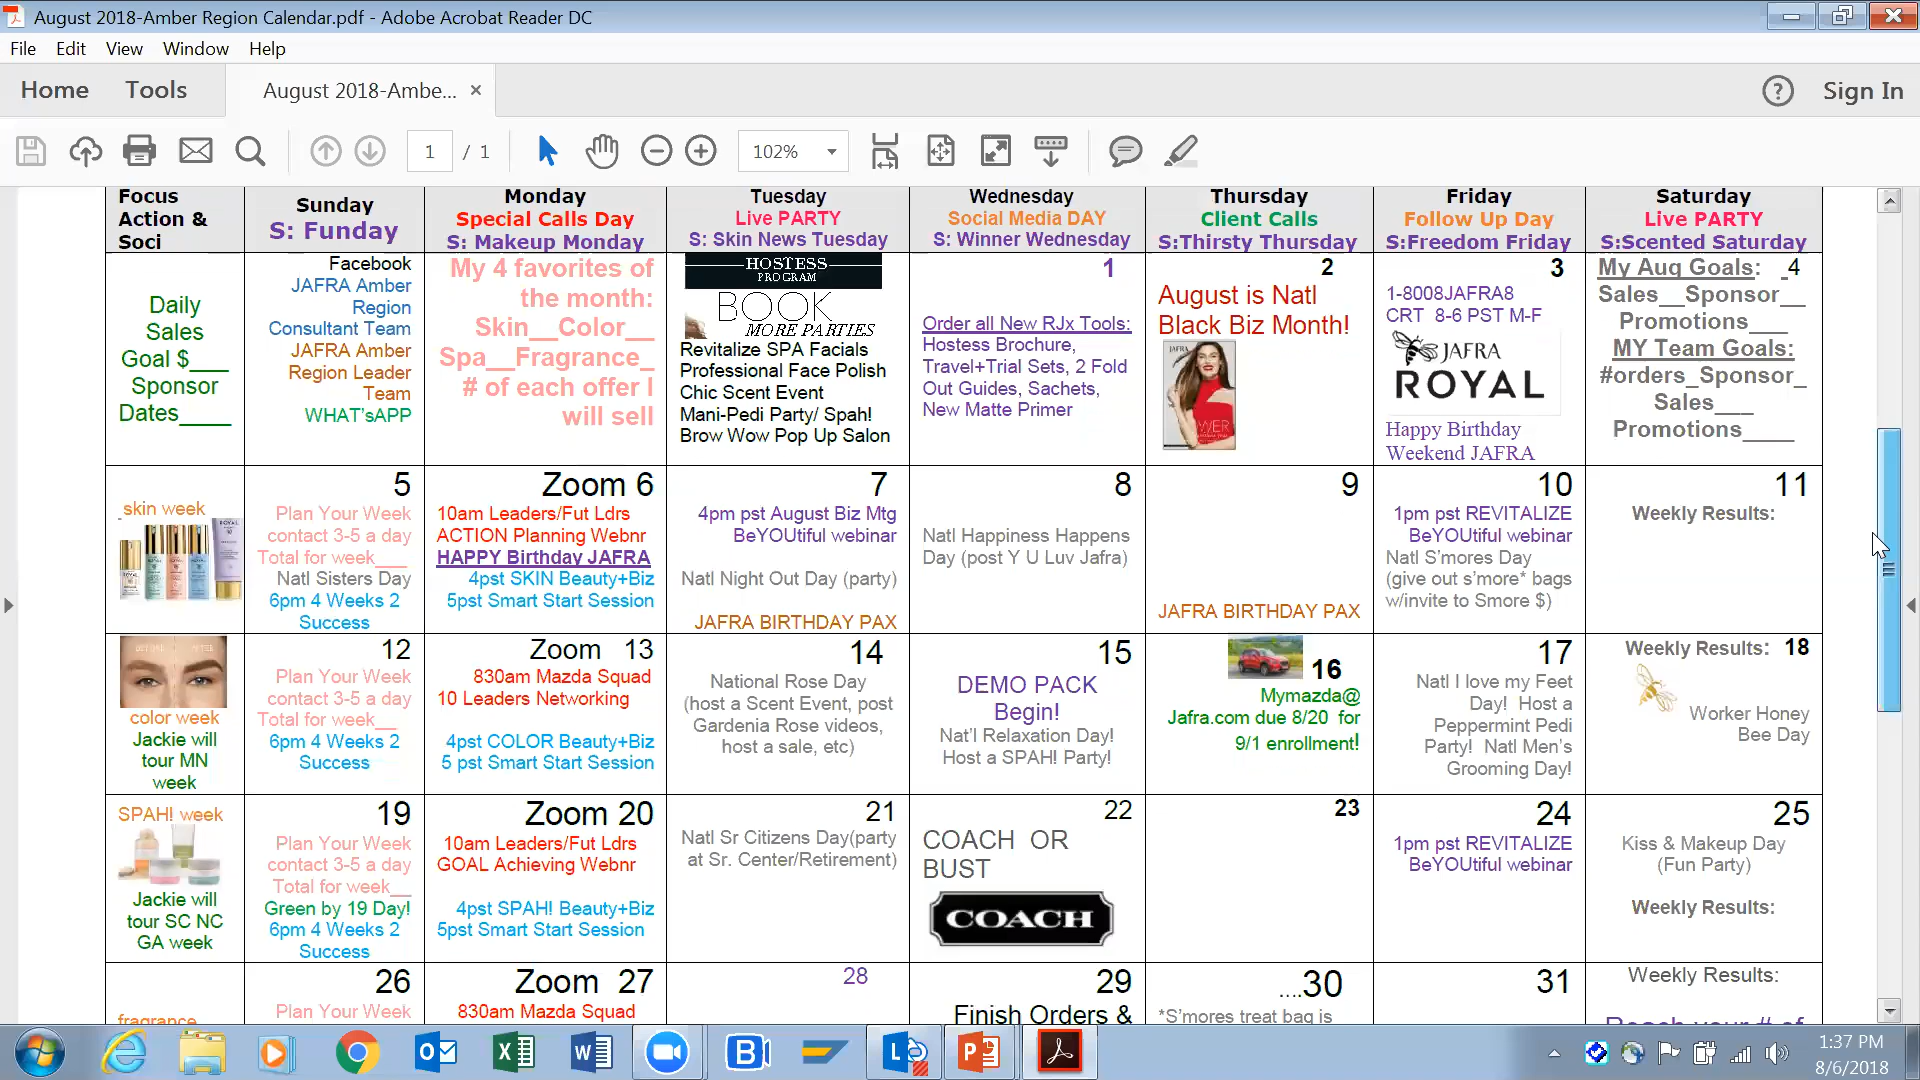 August 2018-Amber Region Calendar.pdf - Adobe Acrobat Reader DC
File Edit View Window Help
Home Tools August 2018-Ambe... × ? Sign In
1 / 1 102%
Focus
Action &
Soci
Sunday
S: Funday
Monday
Special Calls Day
S: Makeup Monday
Tuesday
Live PARTY
S: Skin News Tuesday
Wednesday
Social Media DAY
S: Winner Wednesday
Thursday
Client Calls
S:Thirsty Thursday
Friday
Follow Up Day
S:Freedom Friday
Saturday
Live PARTY
S:Scented Saturday
Daily
Sales
Goal $___
Sponsor
Dates____
Facebook
JAFRA Amber
Region
Consultant Team
JAFRA Amber
Region Leader
Team
WHAT'sAPP
My 4 favorites of
the month:
Skin__Color__
Spa__Fragrance_
# of each offer I
will sell
HOSTESS
PROGRAM
BOOK
MORE PARTIES
Revitalize SPA Facials
Professional Face Polish
Chic Scent Event
Mani-Pedi Party/ Spah!
Brow Wow Pop Up Salon
1
Order all New RJx Tools:
Hostess Brochure,
Travel+Trial Sets, 2 Fold
Out Guides, Sachets,
New Matte Primer
2
August is Natl
Black Biz Month!
3
1-8008JAFRA8
CRT 8-6 PST M-F
JAFRA
ROYAL
Happy Birthday
Weekend JAFRA
My Aug Goals: _4
Sales__Sponsor__
Promotions___
MY Team Goals:
#orders_Sponsor_
Sales___
Promotions____
skin week
ROYAL
5
Plan Your Week
contact 3-5 a day
Total for week___
Natl Sisters Day
6pm 4 Weeks 2
Success
Zoom 6
10am Leaders/Fut Ldrs
ACTION Planning Webnr
HAPPY Birthday JAFRA
4pst SKIN Beauty+Biz
5pst Smart Start Session
7
4pm pst August Biz Mtg
BeYOUtiful webinar
Natl Night Out Day (party)
JAFRA BIRTHDAY PAX
8
Natl Happiness Happens
Day (post Y U Luv Jafra)
9
JAFRA BIRTHDAY PAX
10
1pm pst REVITALIZE
BeYOUtiful webinar
Natl S'mores Day
(give out s'more* bags
w/invite to Smore $)
11
Weekly Results:
color week
Jackie will
tour MN
week
12
Plan Your Week
contact 3-5 a day
Total for week__
6pm 4 Weeks 2
Success
Zoom 13
830am Mazda Squad
10 Leaders Networking
4pst COLOR Beauty+Biz
5 pst Smart Start Session
14
National Rose Day
(host a Scent Event, post
Gardenia Rose videos,
host a sale, etc)
15
DEMO PACK
Begin!
Nat'l Relaxation Day!
Host a SPAH! Party!
16
Mymazda@
Jafra.com due 8/20 for
9/1 enrollment!
17
Natl I love my Feet
Day! Host a
Peppermint Pedi
Party! Natl Men's
Grooming Day!
Weekly Results: 18
Worker Honey
Bee Day
SPAH! week
Jackie will
tour SC NC
GA week
19
Plan Your Week
contact 3-5 a day
Total for week__
Green by 19 Day!
6pm 4 Weeks 2
Success
Zoom 20
10am Leaders/Fut Ldrs
GOAL Achieving Webnr
4pst SPAH! Beauty+Biz
5pst Smart Start Session
21
Natl Sr Citizens Day(party
at Sr. Center/Retirement)
22
COACH OR
BUST
COACH
23
24
1pm pst REVITALIZE
BeYOUtiful webinar
25
Kiss & Makeup Day
(Fun Party)
Weekly Results:
fragrance
26
Plan Your Week
Zoom 27
830am Mazda Squad
28
29
Finish Orders &
....30
*S'mores treat bag is
31
Weekly Results:
Reach your # of
1:37 PM
8/6/2018